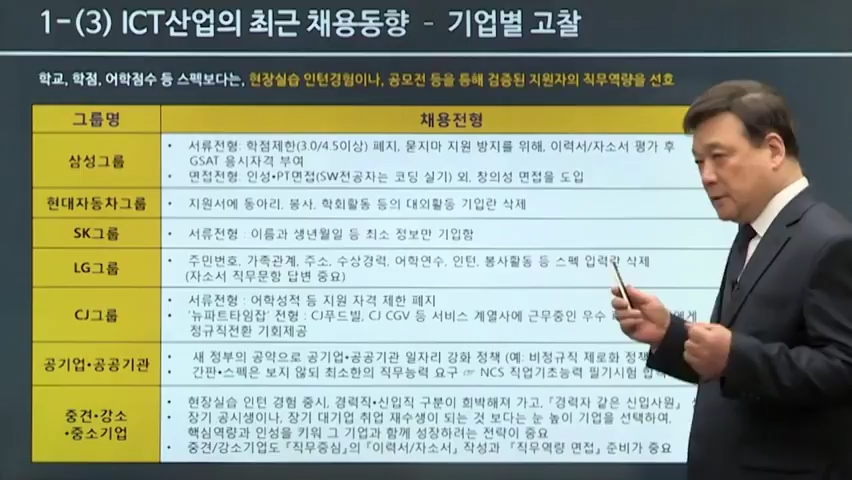 1-(3) ICT산업의 최근 채용동향 - 기업별 고찰
학교, 학점, 어학점수 등 스펙보다는, 현장실습 인턴경험이나, 공모전 등을 통해 검증된 지원자의 직무역량을 선호
그룹명 채용전형
삼성그룹
• 서류전형 : 학점제한(3.0/4.5이상) 폐지, 묻지마 지원 방지를 위해, 이력서/자소서 평가 후
GSAT 응시자격 부여
• 면접전형 : 인성•PT면접(SW전공자는 코딩 실기) 외, 창의성 면접을 도입
현대자동차그룹 • 지원서에 동아리, 봉사, 학회활동 등의 대외활동 기입란 삭제
SK그룹 • 서류전형 : 이름과 생년월일 등 최소 정보만 기입함
LG그룹
• 주민번호, 가족관계, 주소, 수상경력, 어학연수, 인턴, 봉사활동 등 스펙 입력란 삭제
(자소서 직무문항 답변 중요)
CJ그룹
• 서류전형 : 어학성적 등 지원 자격 제한 폐지
• '뉴파트타임잡' 전형 : CJ푸드빌, CJ CGV 등 서비스 계열사에 근무중인 우수 에게
정규직전환 기회제공
공기업•공공기관
• 새 정부의 공약으로 공기업•공공기관 일자리 강화 정책 (예: 비정규직 제로화 정책
• 간판•스펙은 보지 않되 최소한의 직무능력 요구 ☞ NCS 직업기초능력 필기시험
중견•강소
•중소기업
• 현장실습 인턴 경험 중시, 경력직•신입직 구분이 희박해져 가고, 『경력자 같은 신입사원』
• 장기 공시생이나, 장기 대기업 취업 재수생이 되는 것 보다는 눈 높이 기업을 선택하여,
핵심역량과 인성을 키워 그 기업과 함께 성장하려는 전략이 중요
• 중견/강소기업도 『직무중심』의 『이력서/자소서』 작성과 『직무역량 면접』 준비가 중요